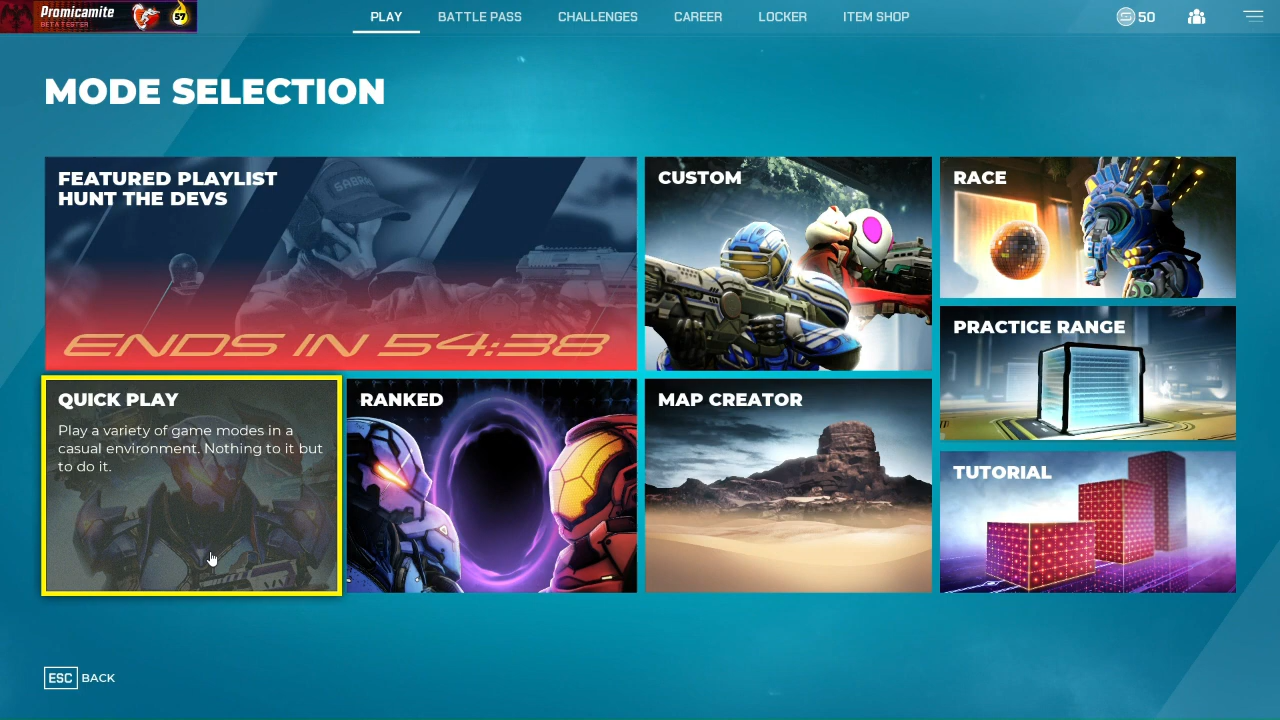 Promicamite
BETA TESTER
57
PLAY
BATTLE PASS
CHALLENGES
CAREER
LOCKER
ITEM SHOP
50
MODE SELECTION
FEATURED PLAYLIST
HUNT THE DEVS
SABRK
ENDS IN 54:38
CUSTOM
RACE
PRACTICE RANGE
QUICK PLAY
Play a variety of game modes in a
casual environment. Nothing to it but
to do it.
RANKED
MAP CREATOR
TUTORIAL
ESC BACK